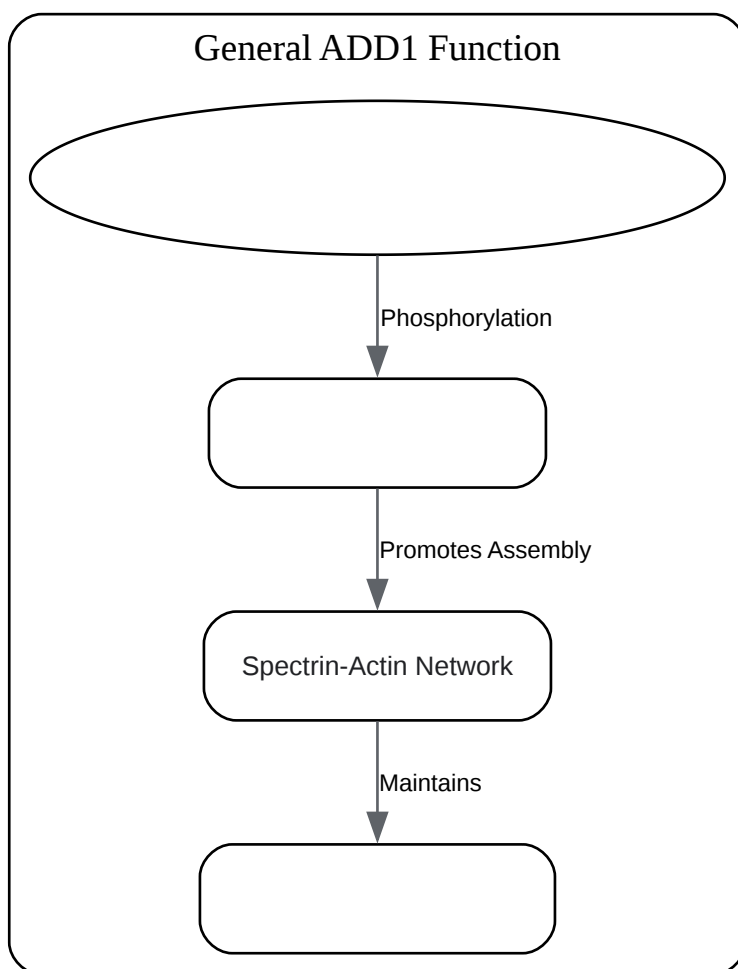 General ADD1 Function
Phosphorylation
Promotes Assembly
Spectrin-Actin Network
Maintains